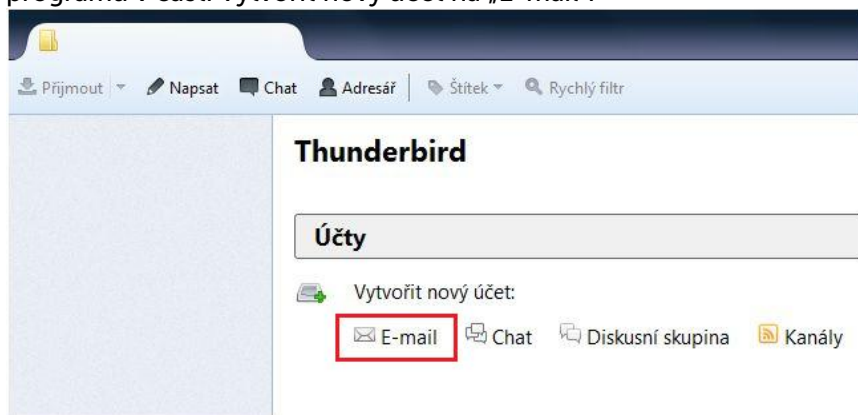 programu v části Vytvořit nový účet na „E-mail“.
Přijmout Napsat Chat Adresář Štítek Rychlý filtr
Thunderbird
Účty
Vytvořit nový účet:
E-mail Chat Diskusní skupina Kanály